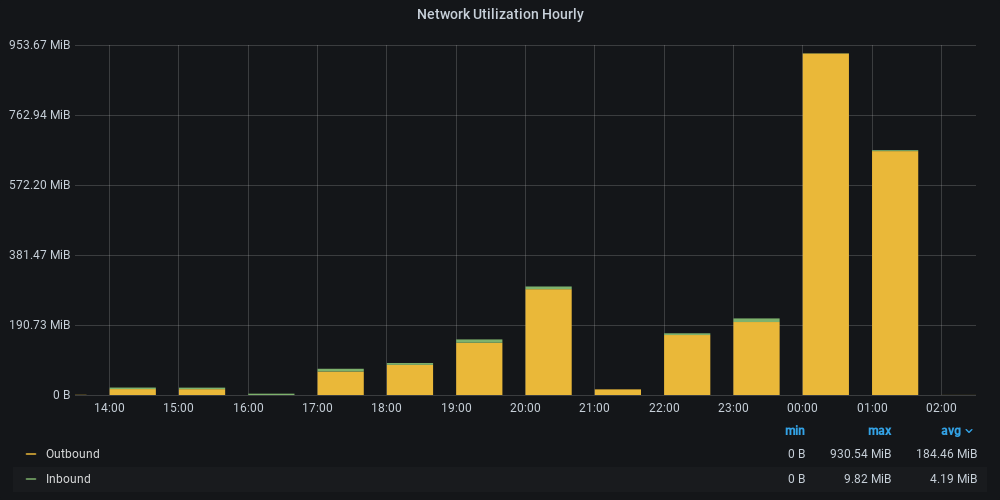 Network Utilization Hourly
953.67 MiB
762.94 MiB
572.20 MiB
381.47 MiB
190.73 MiB
0 B
14:00 15:00 16:00 17:00 18:00 19:00 20:00 21:00 22:00 23:00 00:00 01:00 02:00
min max avg
Outbound 0 B 930.54 MiB 184.46 MiB
Inbound 0 B 9.82 MiB 4.19 MiB